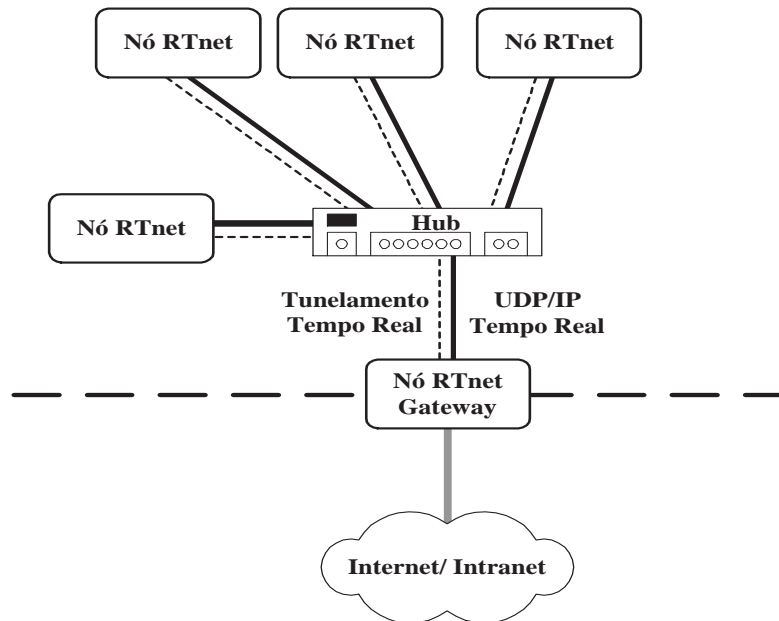 Nó RTnet
Nó RTnet
Nó RTnet
Nó RTnet
Hub
Tunelamento
Tempo Real
UDP/IP
Tempo Real
Nó RTnet
Gateway
Internet/ Intranet